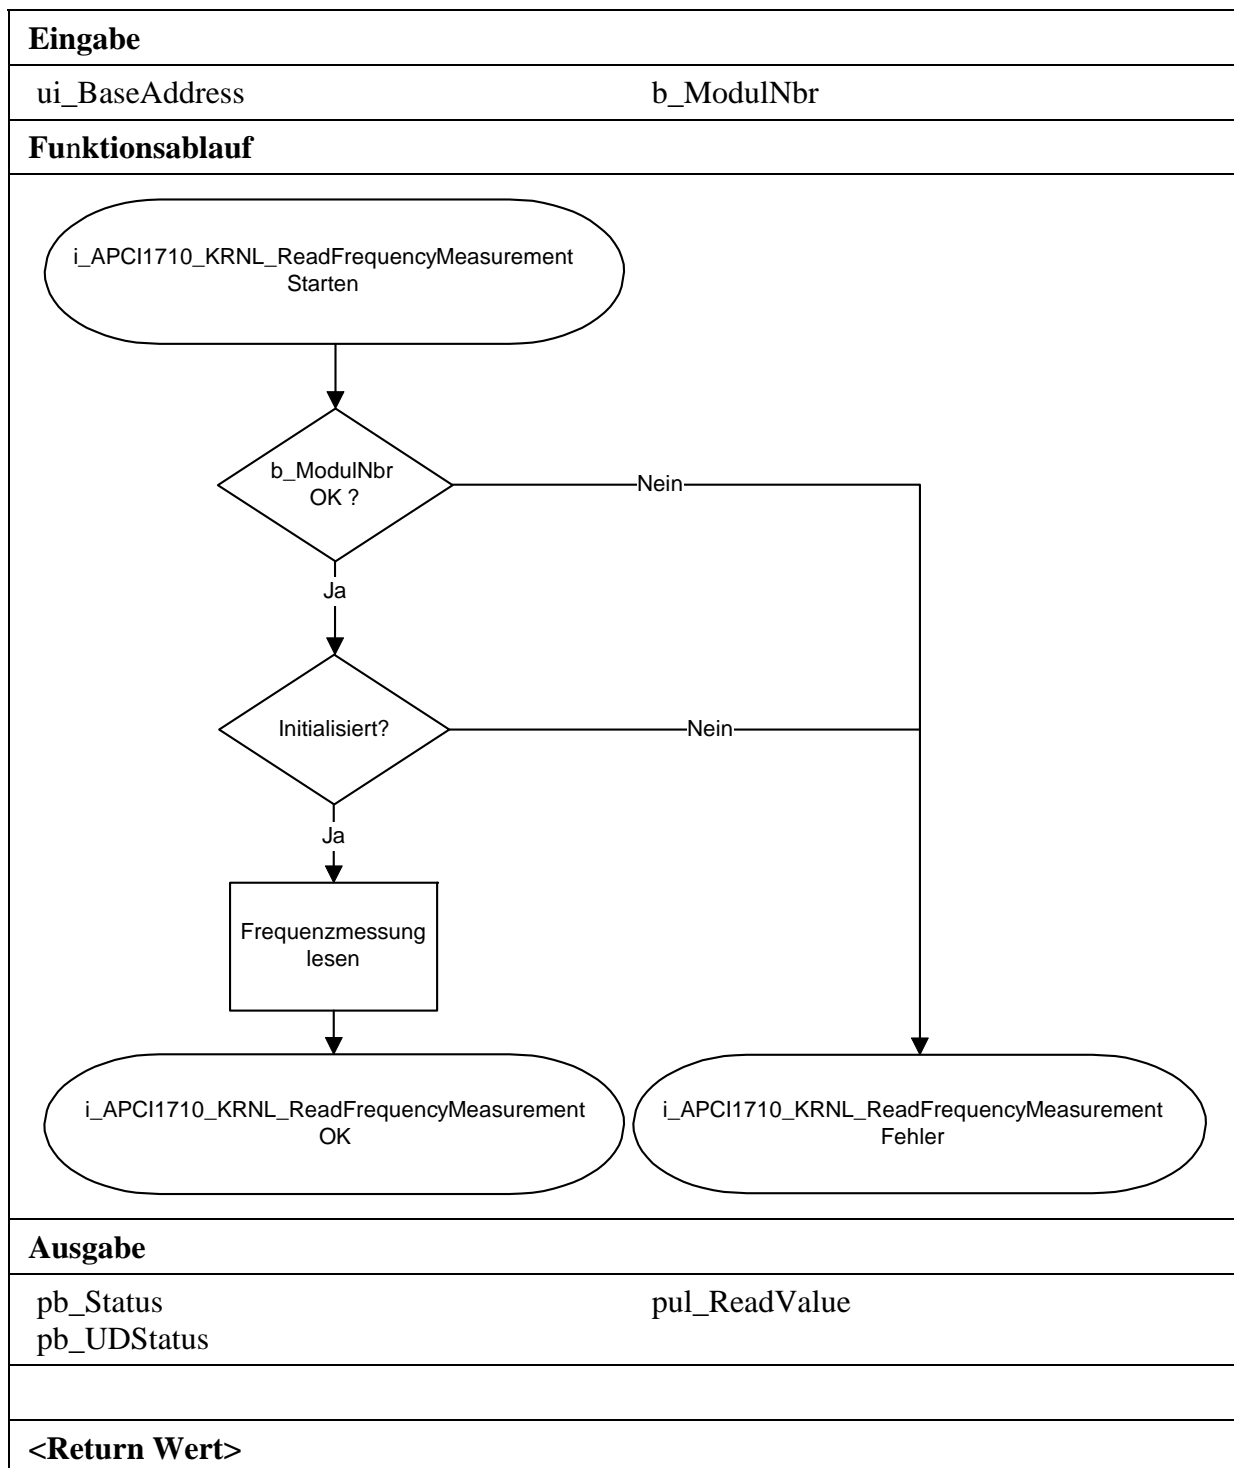 Eingabe
ui_BaseAddress b_ModulNbr
Funktionsablauf
i_APCI1710_KRNL_ReadFrequencyMeasurement
Starten
b_ModulNbr
OK ?
Nein
Ja
Initialisiert?
Nein
Ja
Frequenzmessung
lesen
i_APCI1710_KRNL_ReadFrequencyMeasurement
OK
i_APCI1710_KRNL_ReadFrequencyMeasurement
Fehler
Ausgabe
pb_Status pul_ReadValue
pb_UDStatus
<Return Wert>